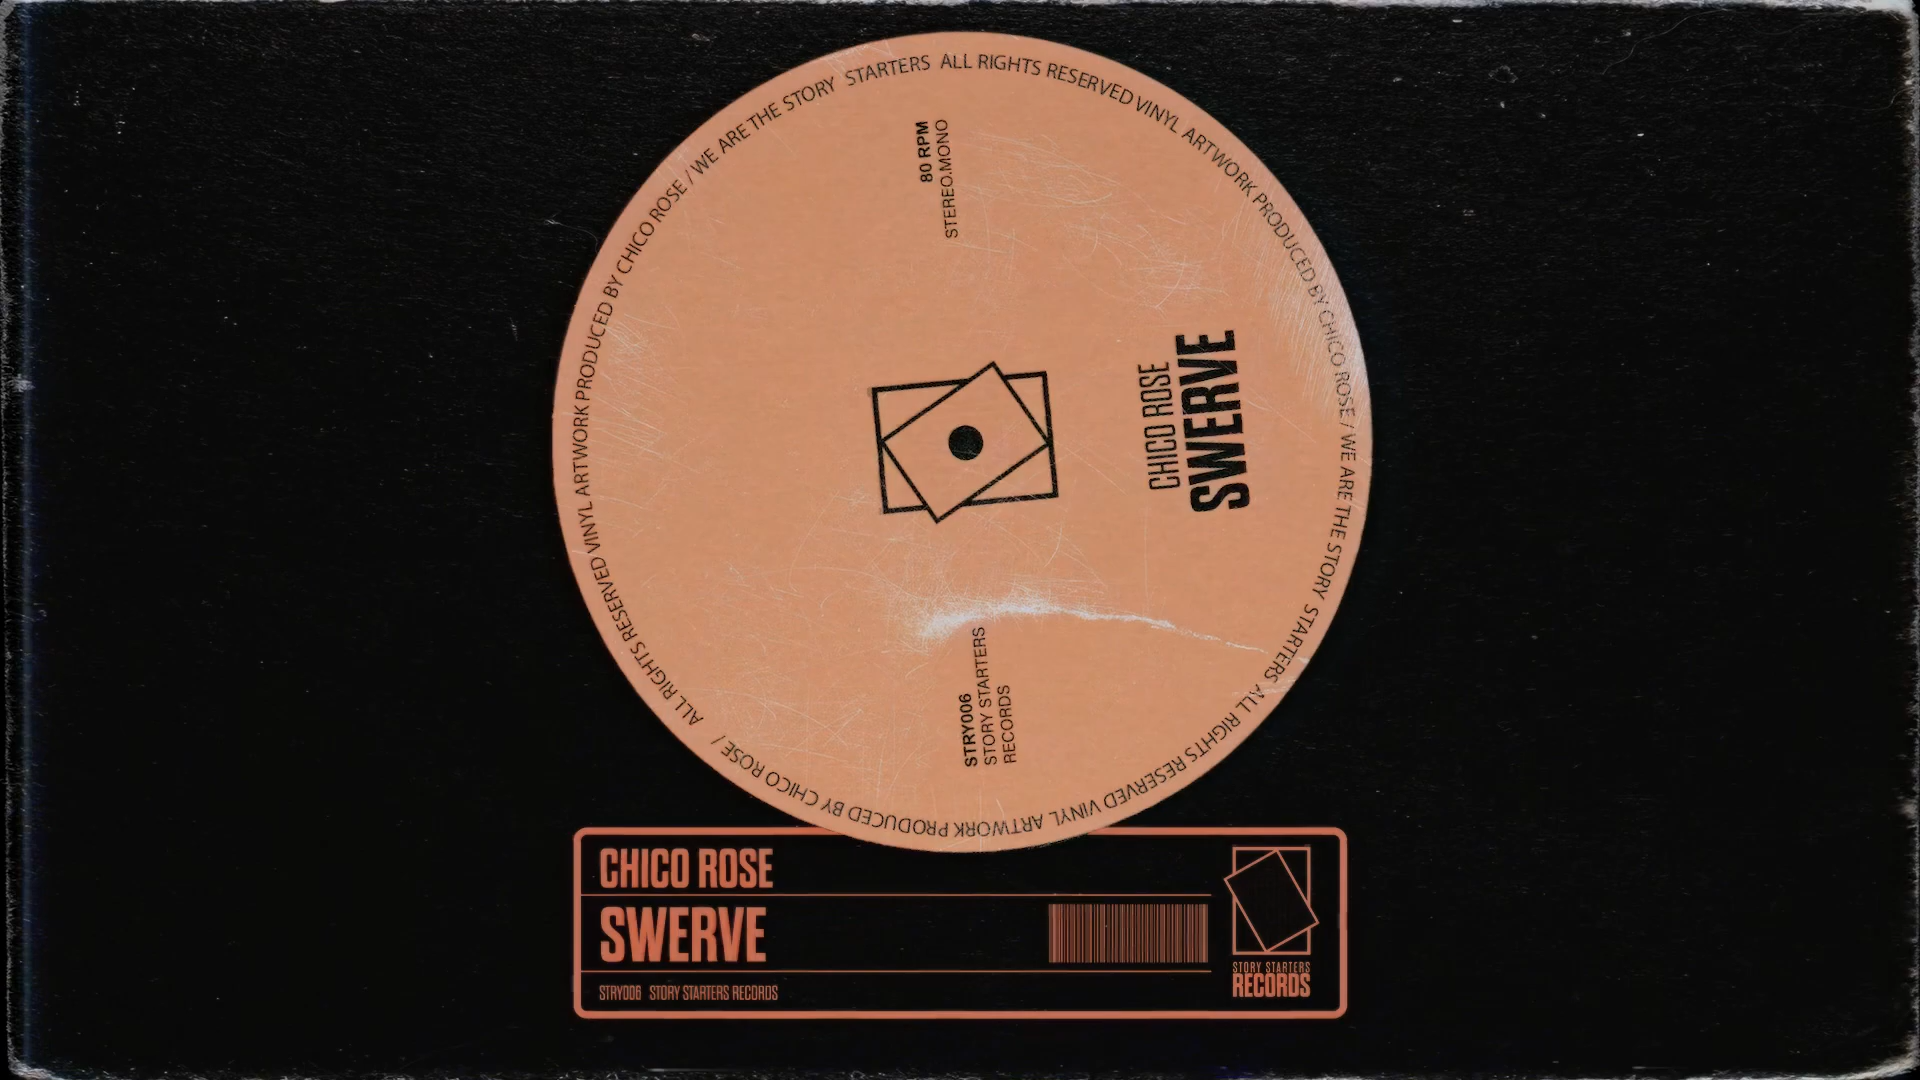 ALL RIGHTS RESERVED VINYL ARTWORK PRODUCED BY CHICO ROSE / WE ARE THE STORY STARTERS ALL RIGHTS RESERVED VINYL ARTWORK PRODUCED BY CHICO ROSE / WE ARE THE STORY STARTERS ALL RIGHTS RESERVED VINYL ARTWORK PRODUCED BY CHICO ROSE /
80 RPM
STEREO.MONO
CHICO ROSE
SWERVE
STRY006
STORY STARTERS
RECORDS
CHICO ROSE
SWERVE
STRY006 STORY STARTERS RECORDS
STORY STARTERS
RECORDS